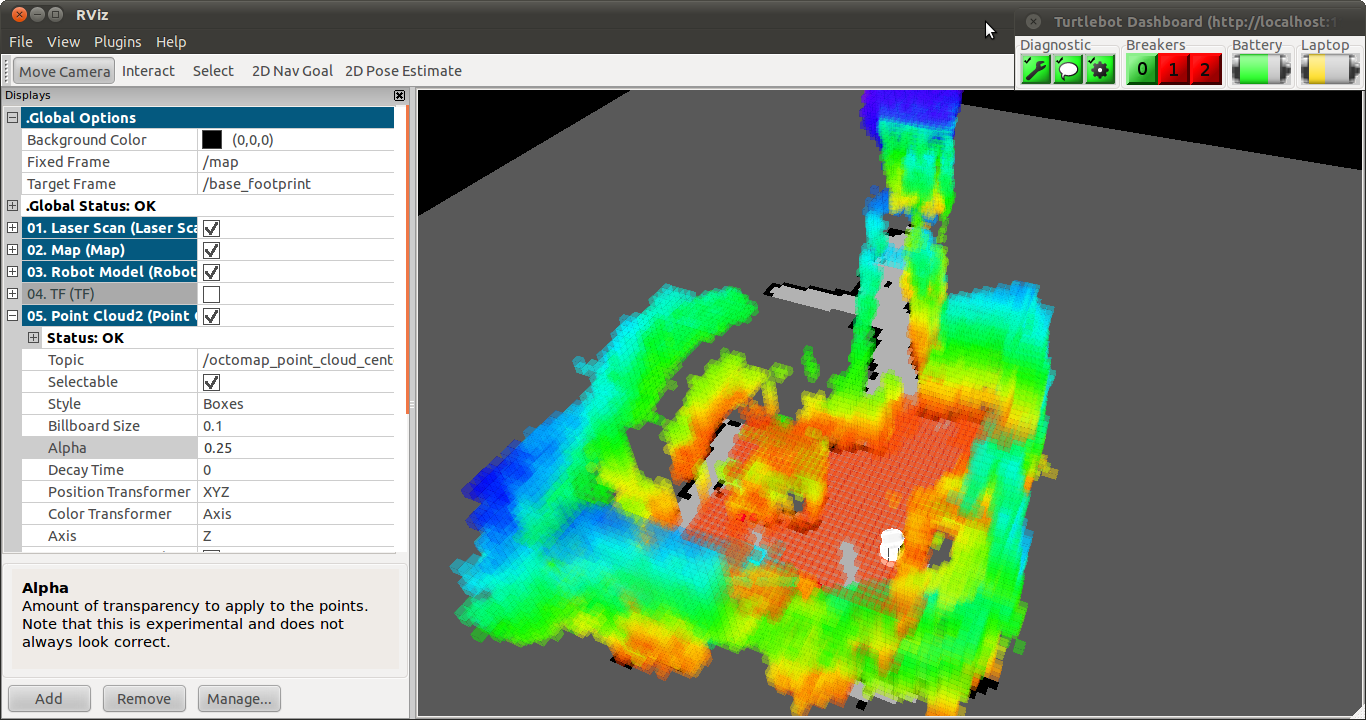 RViz
File View Plugins Help
Turtlebot Dashboard (http://localhost:1
Diagnostic Breakers Battery Laptop
0 1 2
Move Camera Interact Select 2D Nav Goal 2D Pose Estimate
Displays
.Global Options
Background Color (0,0,0)
Fixed Frame /map
Target Frame /base_footprint
.Global Status: OK
01. Laser Scan (Laser Sca
02. Map (Map)
03. Robot Model (Robot
04. TF (TF)
05. Point Cloud2 (Point
Status: OK
Topic /octomap_point_cloud_cent
Selectable
Style Boxes
Billboard Size 0.1
Alpha 0.25
Decay Time 0
Position Transformer XYZ
Color Transformer Axis
Axis Z
Alpha
Amount of transparency to apply to the points.
Note that this is experimental and does not
always look correct.
Add Remove Manage...